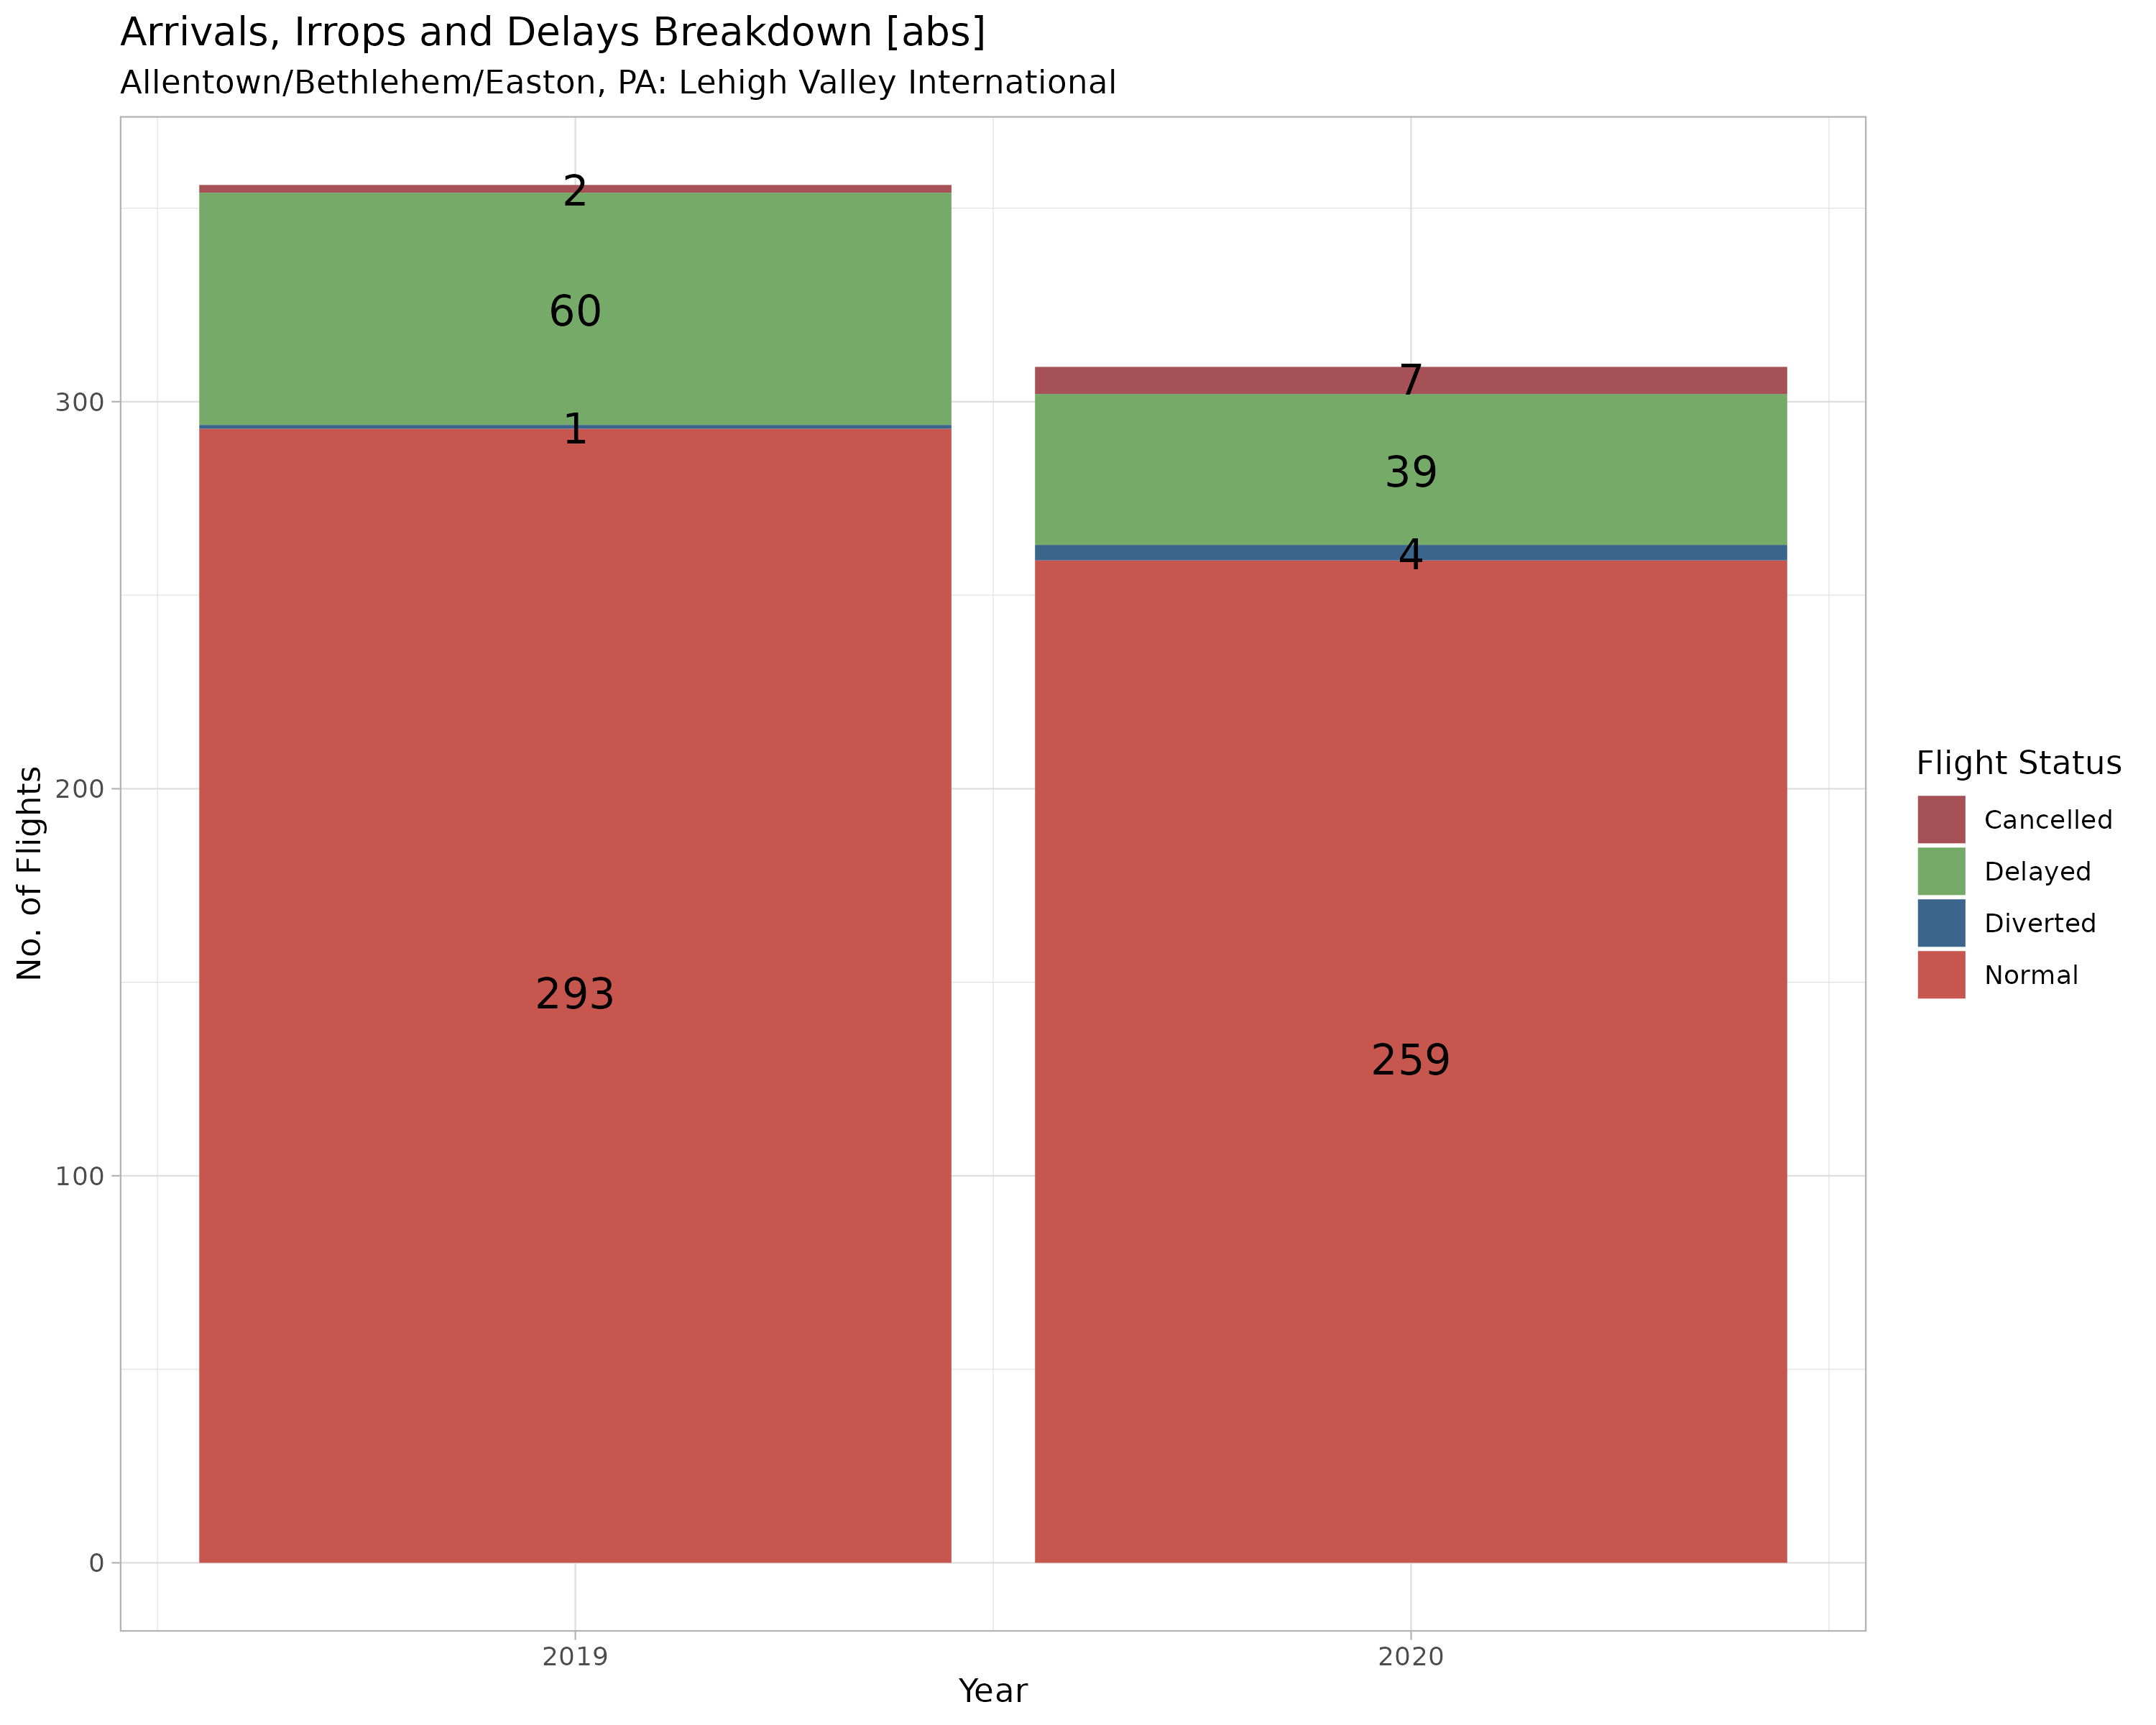 Arrivals, Irrops and Delays Breakdown [abs]
Allentown/Bethlehem/Easton, PA: Lehigh Valley International
2
60
1
293
7
39
4
259
300
200
100
0
No. of Flights
2019
2020
Year
Flight Status
Cancelled
Delayed
Diverted
Normal